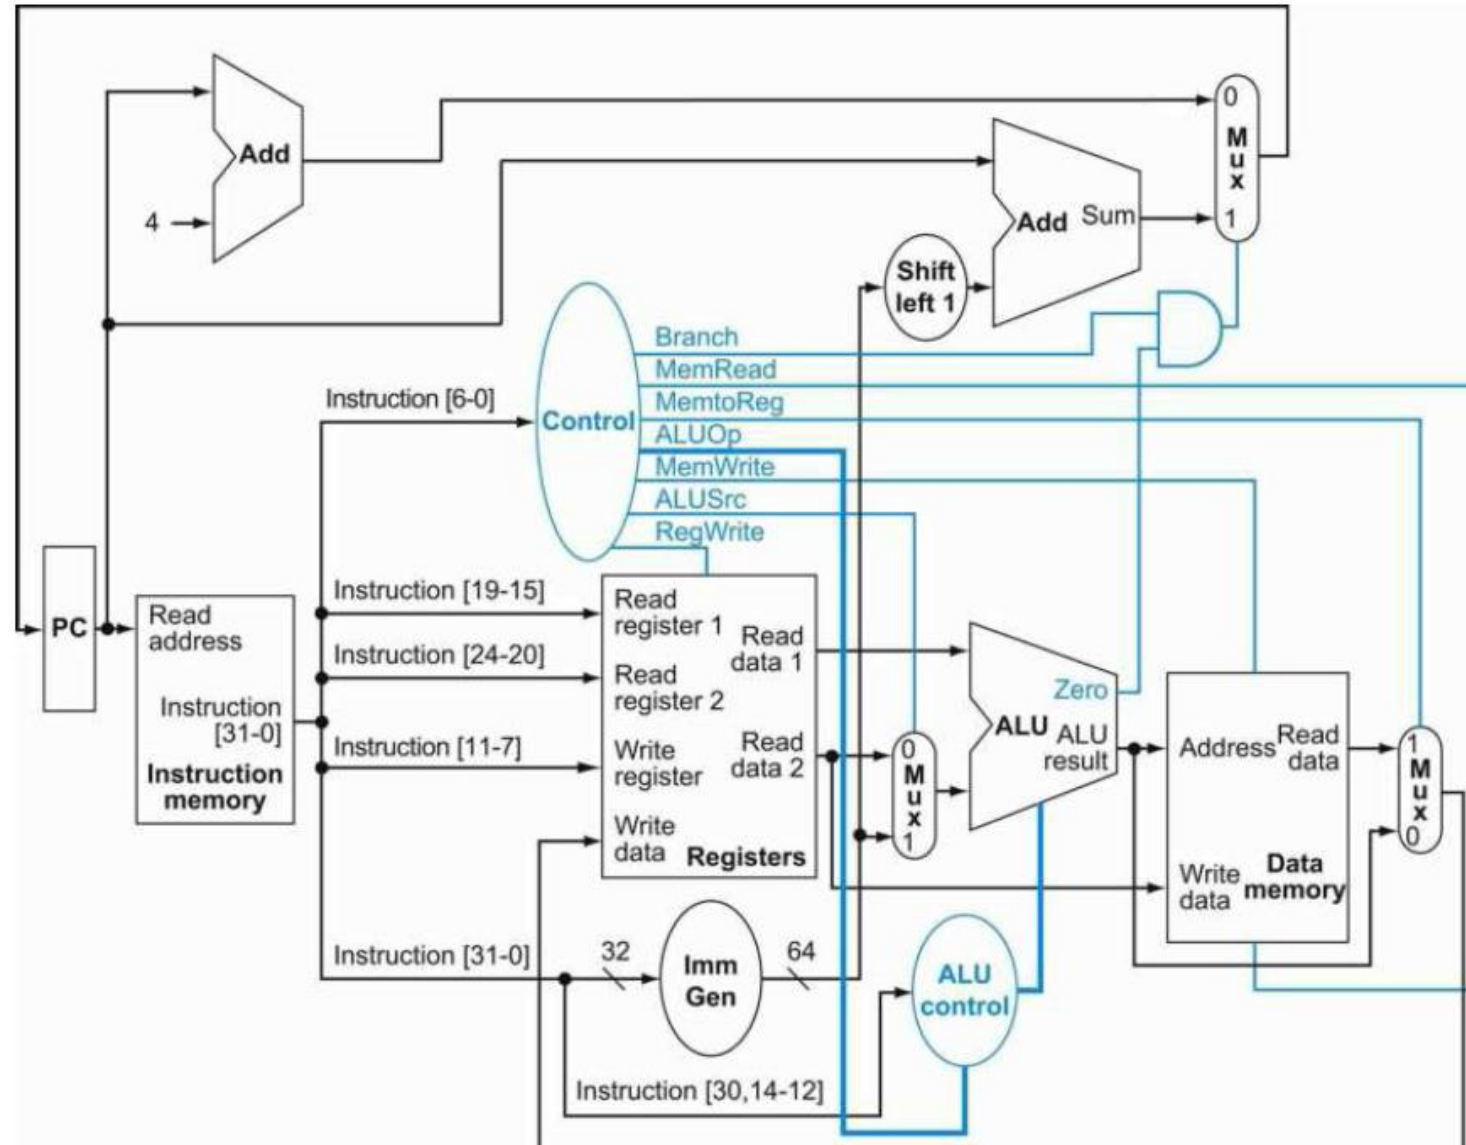 0
M
u
x
1
Add
4
Add Sum
Shift
left 1
Branch
MemRead
MemtoReg
ALUOp
MemWrite
ALUSrc
RegWrite
Control
Instruction [6-0]
Instruction [19-15]
Instruction [24-20]
Instruction [11-7]
Instruction [31-0]
PC
Read
address
Instruction
[31-0]
Instruction
memory
Read
register 1
Read
register 2
Write
register
Write
data
Read
data 1
Read
data 2
Registers
0
M
u
x
1
Zero
ALU
ALU
result
Address
Read
data
Write
data
Data
memory
1
M
u
x
0
32
Imm
Gen
64
ALU
control
Instruction [30,14-12]